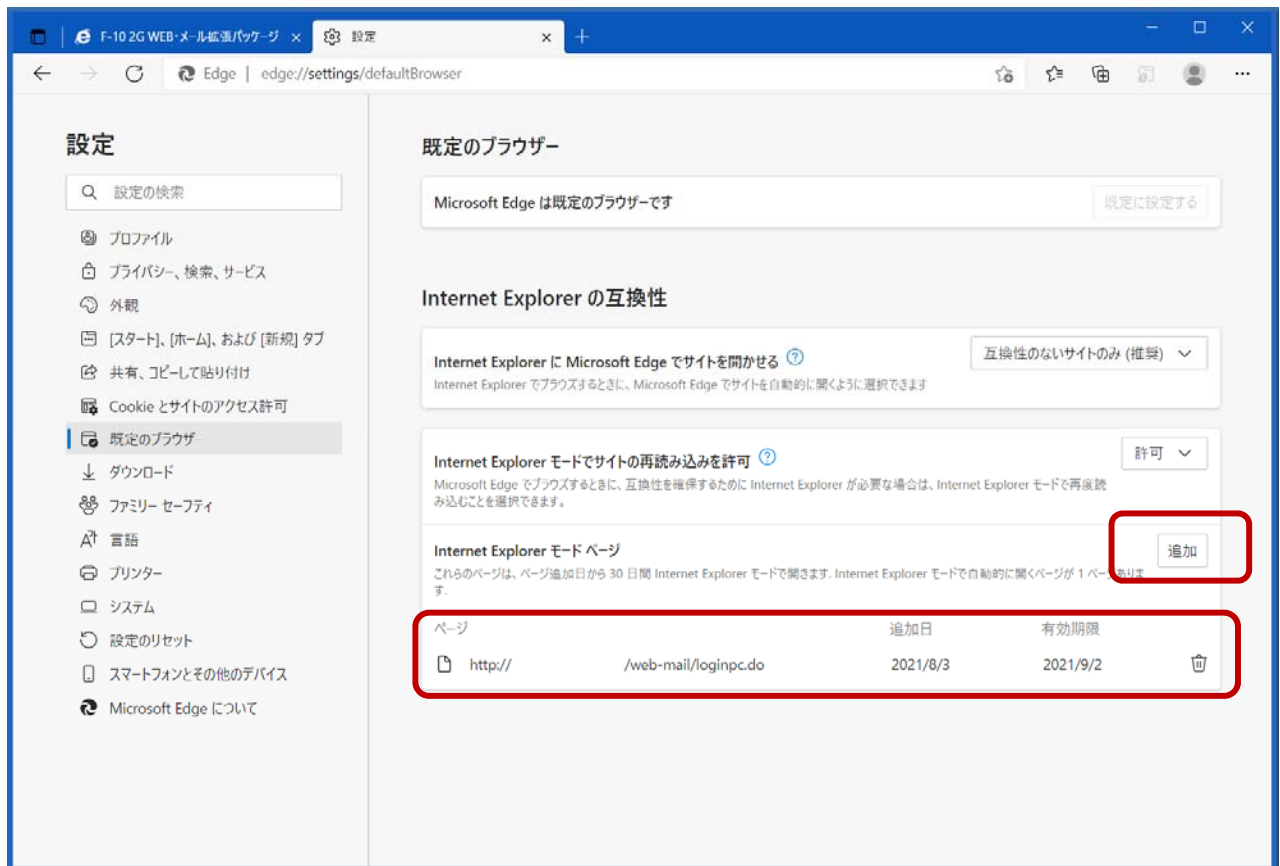 F-10 2G WEB・メール拡張パッケージ
設定
Edge | edge://settings/defaultBrowser
設定
設定の検索
プロファイル
プライバシー、検索、サービス
外観
[スタート]、[ホーム]、および [新規] タブ
共有、コピーして貼り付け
Cookie とサイトのアクセス許可
既定のブラウザー
ダウンロード
ファミリー セーフティ
言語
プリンター
システム
設定のリセット
スマートフォンとその他のデバイス
Microsoft Edge について
既定のブラウザー
Microsoft Edge は既定のブラウザーです
既定に設定する
Internet Explorer の互換性
Internet Explorer に Microsoft Edge でサイトを開かせる
互換性のないサイトのみ (推奨)
Internet Explorer でブラウズするときに、Microsoft Edge でサイトを自動的に開くように選択できます
Internet Explorer モードでサイトの再読み込みを許可
許可
Microsoft Edge でブラウズするときに、互換性を確保するために Internet Explorer が必要な場合は、Internet Explorer モードで再度読
み込むことを選択できます。
Internet Explorer モード ページ
追加
これらのページは、ページ追加日から 30 日間 Internet Explorer モードで開きます. Internet Explorer モードで自動的に開くページが 1 ページありま
す.
ページ 追加日 有効期限
http:// /web-mail/loginpc.do 2021/8/3 2021/9/2